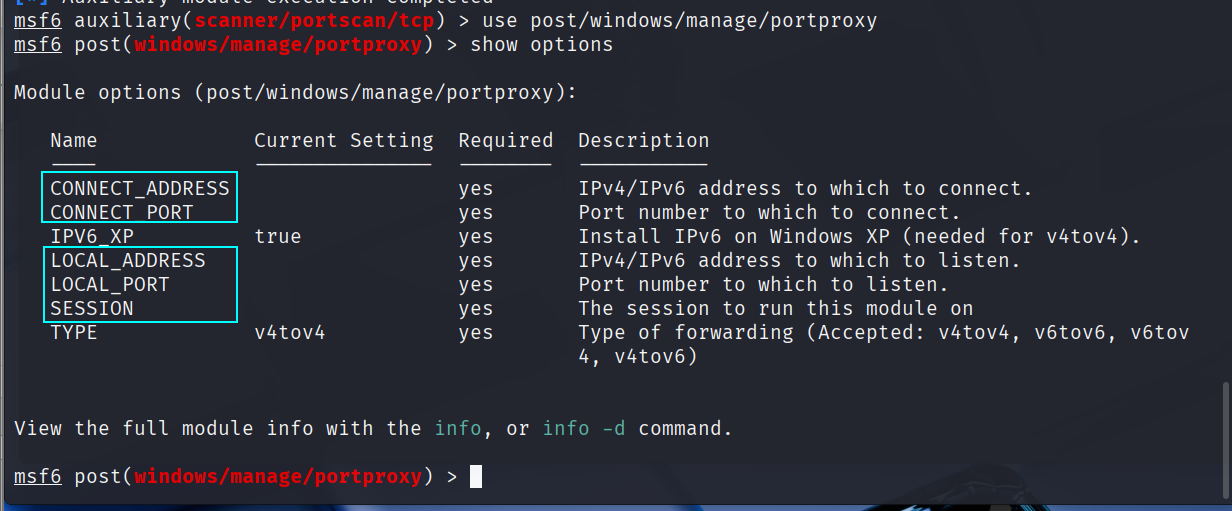 [*] Auxiliary module execution completed
msf6 auxiliary(scanner/portscan/tcp) > use post/windows/manage/portproxy
msf6 post(windows/manage/portproxy) > show options
Module options (post/windows/manage/portproxy):
Name Current Setting Required Description
---- --------------- -------- -----------
CONNECT_ADDRESS yes IPv4/IPv6 address to which to connect.
CONNECT_PORT yes Port number to which to connect.
IPV6_XP true yes Install IPv6 on Windows XP (needed for v4tov4).
LOCAL_ADDRESS yes IPv4/IPv6 address to which to listen.
LOCAL_PORT yes Port number to which to listen.
SESSION yes The session to run this module on
TYPE v4tov4 yes Type of forwarding (Accepted: v4tov4, v6tov6, v6tov
4, v4tov6)
View the full module info with the info, or info -d command.
msf6 post(windows/manage/portproxy) >